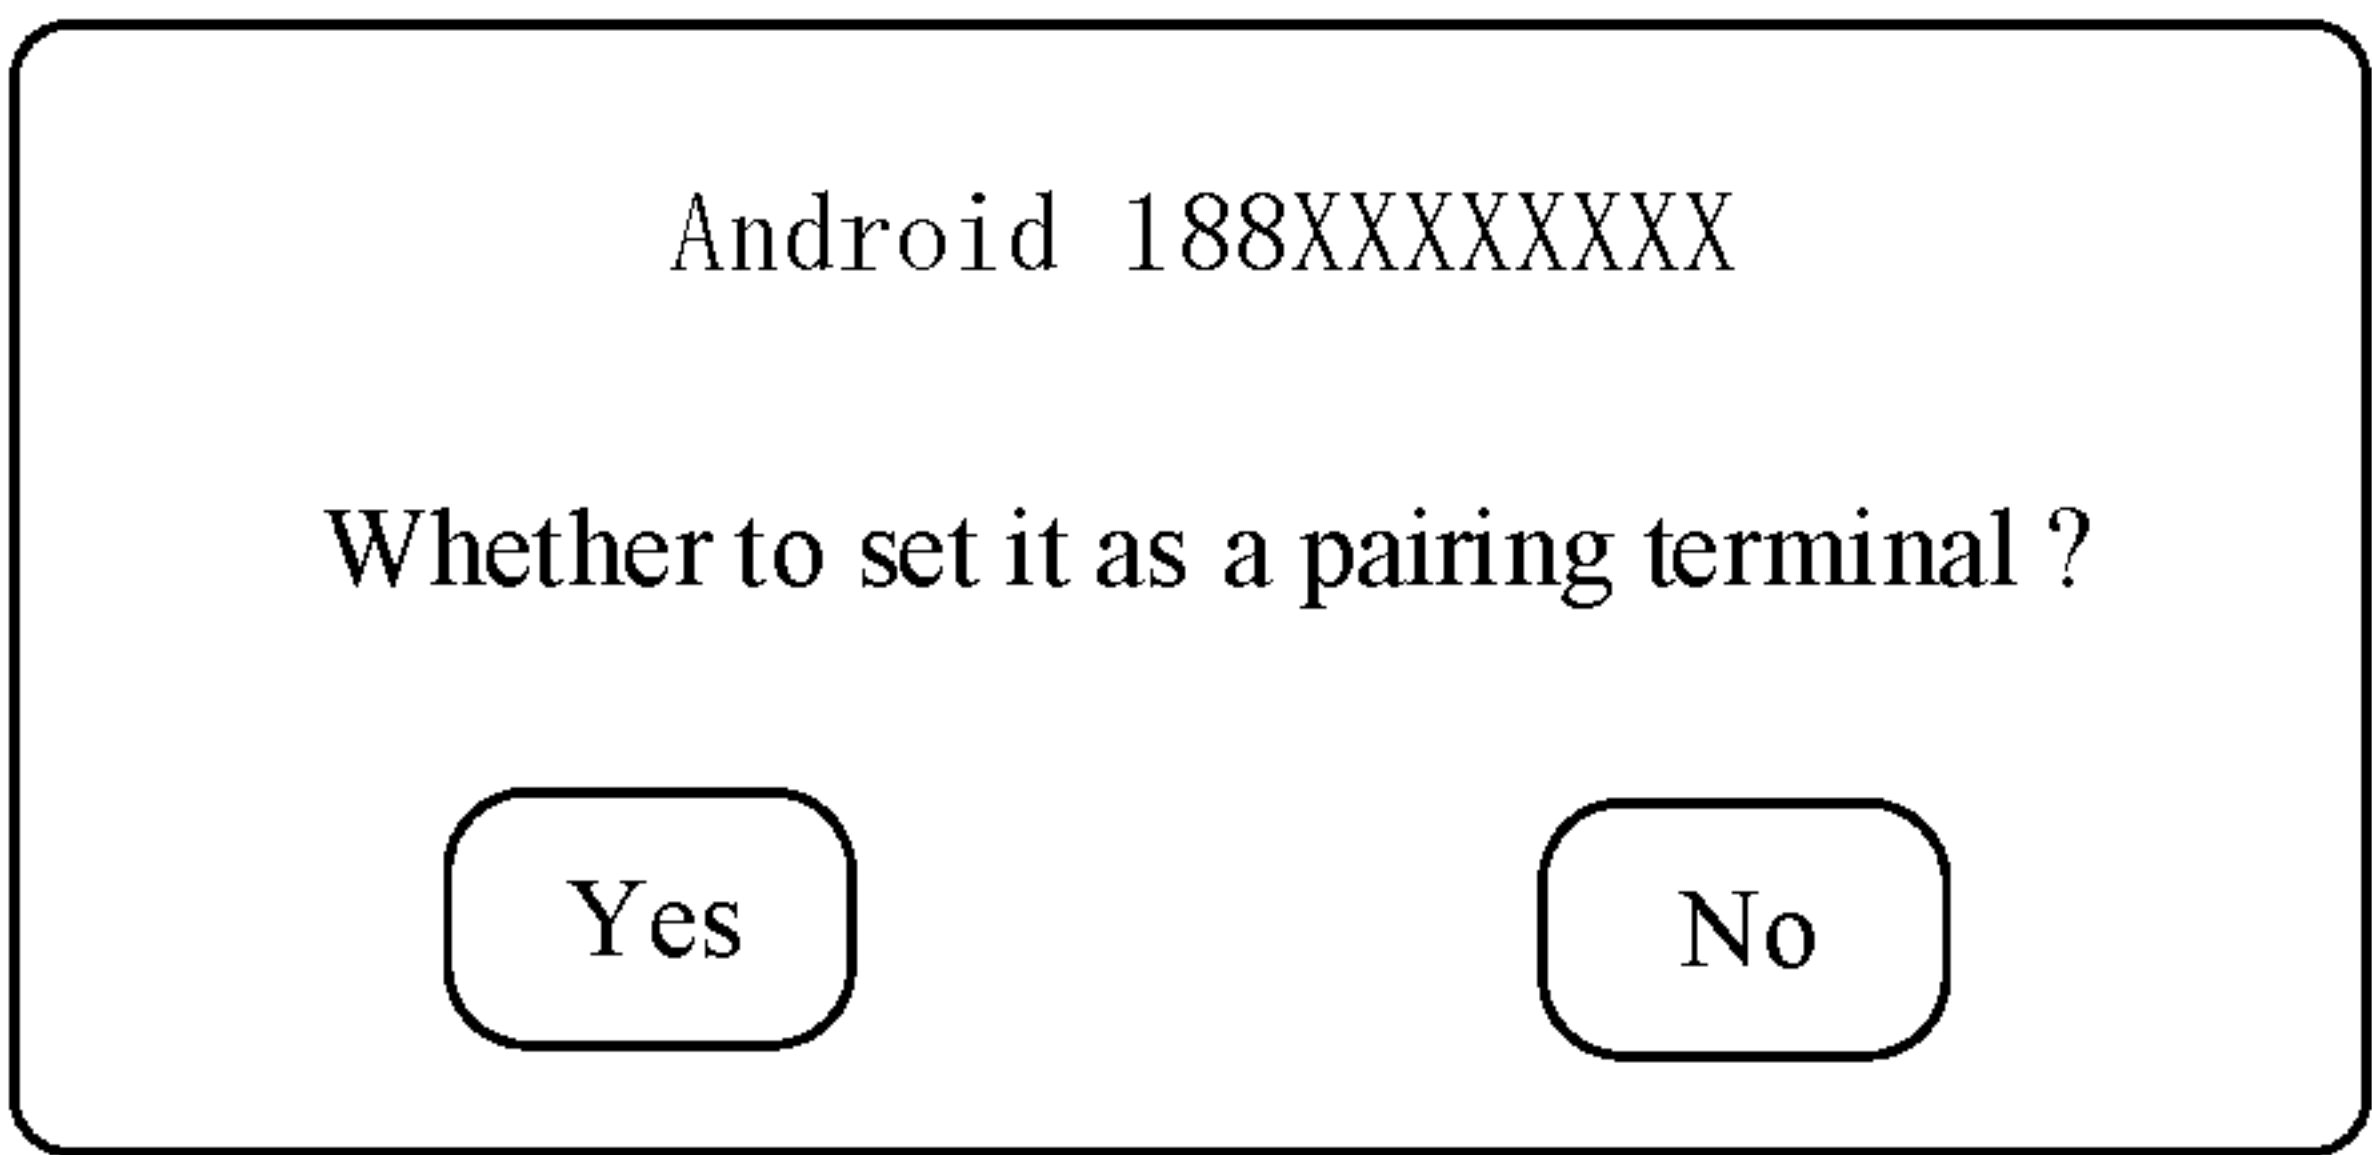 Android 188XXXXXXXX
Whether to set it as a pairing terminal ?
Yes
No